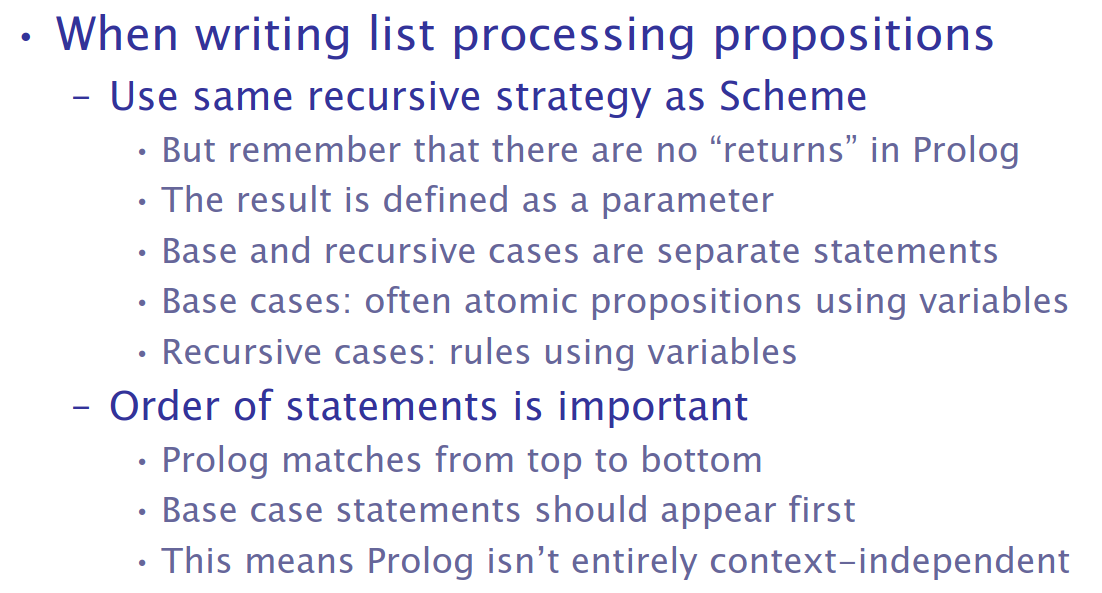 • When writing list processing propositions
– Use same recursive strategy as Scheme
• But remember that there are no “returns” in Prolog
• The result is defined as a parameter
• Base and recursive cases are separate statements
• Base cases: often atomic propositions using variables
• Recursive cases: rules using variables
– Order of statements is important
• Prolog matches from top to bottom
• Base case statements should appear first
• This means Prolog isn’t entirely context-independent